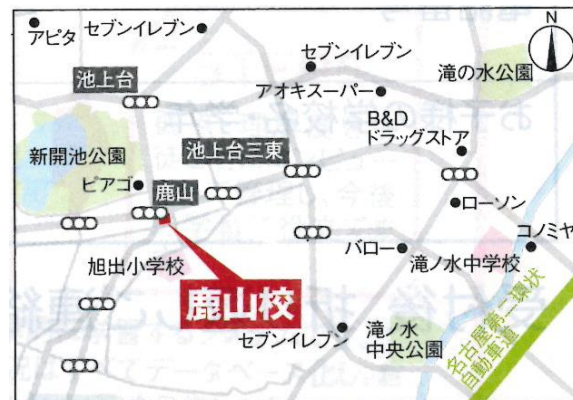 アピタ
セブンイレブン
セブンイレブン
N
池上台
アオキスーパー
滝の水公園
B&D
ドラッグストア
新開池公園
池上台三東
ピアゴ
鹿山
ローソン
コノミヤ
旭出小学校
バロー
滝ノ水中学校
鹿山校
セブンイレブン
滝ノ水
中央公園
名古屋第二環状
自動車道